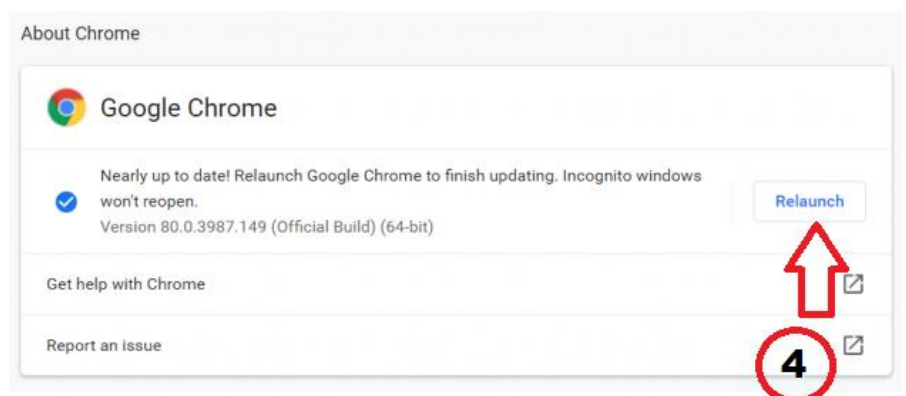 About Chrome
Google Chrome
Nearly up to date! Relaunch Google Chrome to finish updating. Incognito windows
won't reopen.
Version 80.0.3987.149 (Official Build) (64-bit)
Relaunch
Get help with Chrome
Report an issue
4